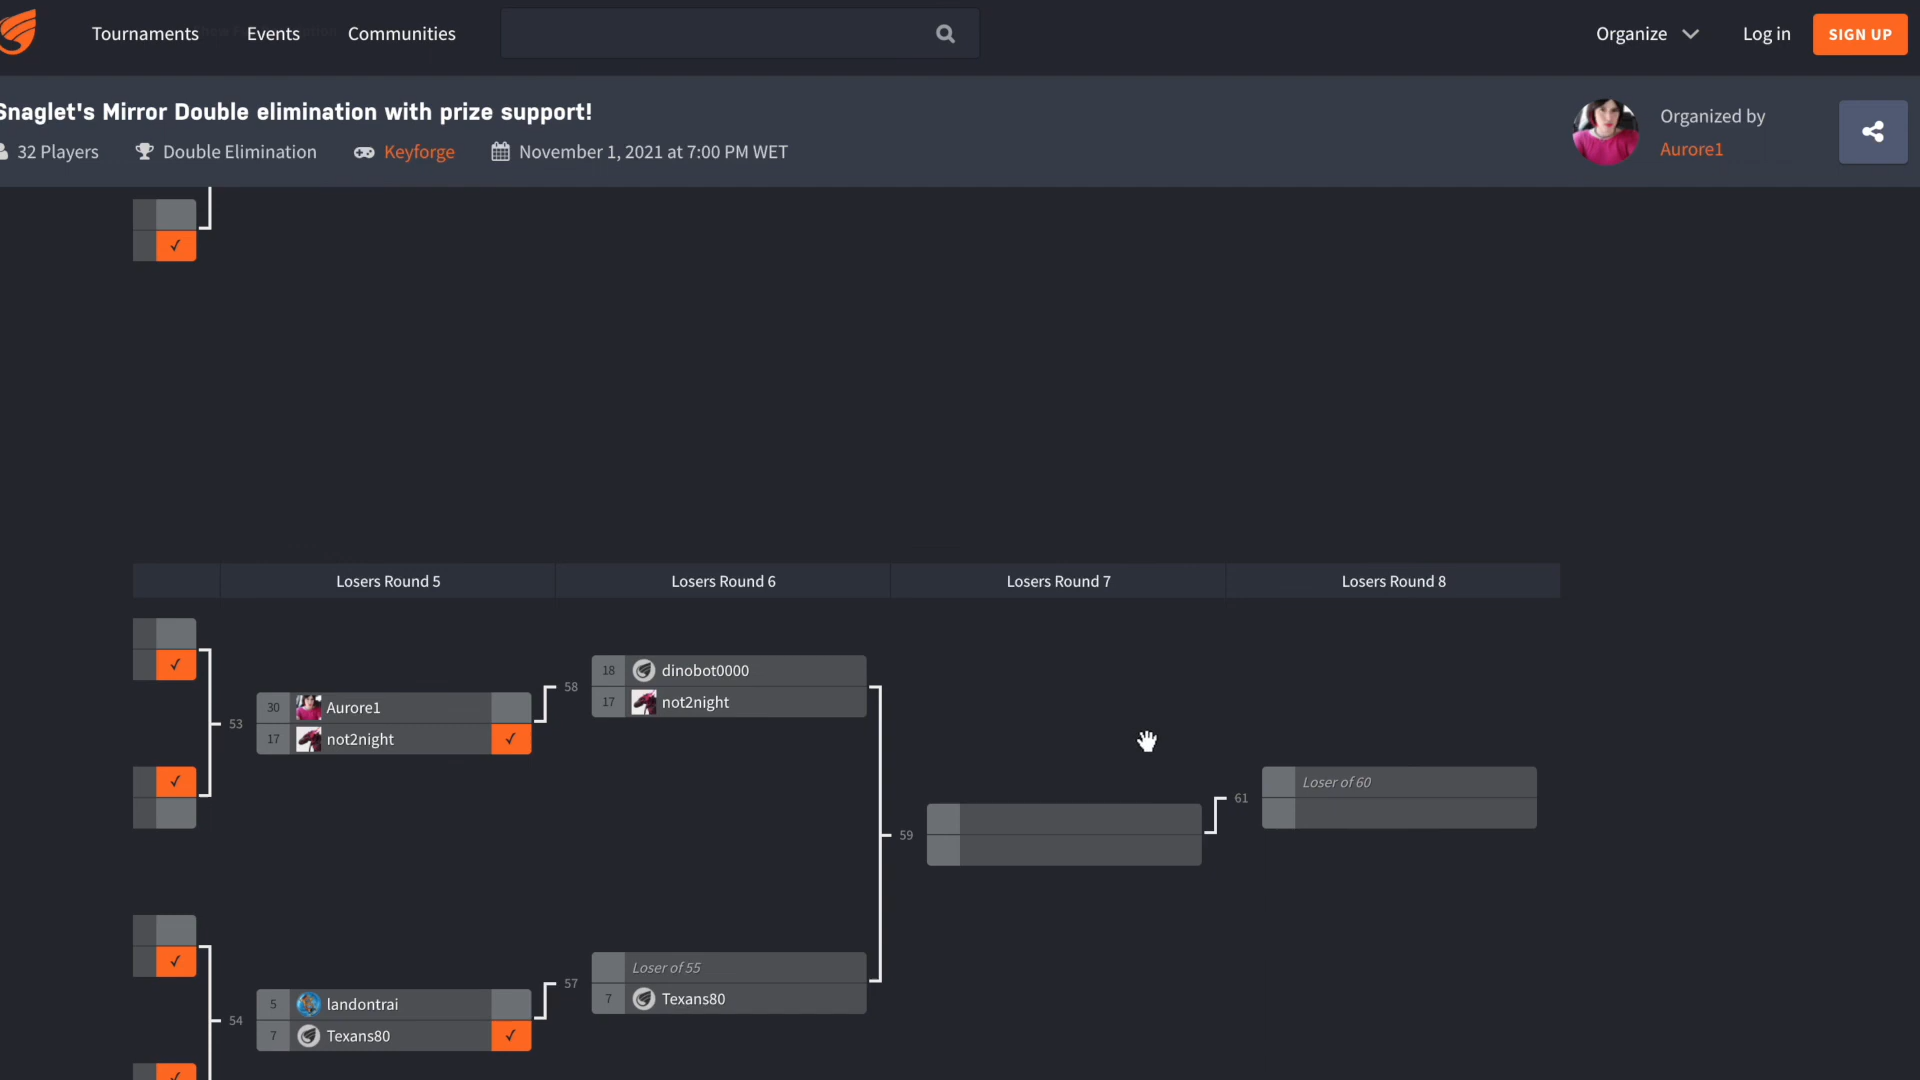 Tournaments Events Communities
Organize Log in SIGN UP
Snaglet's Mirror Double elimination with prize support!
32 Players Double Elimination Keyforge November 1, 2021 at 7:00 PM WET
Organized by
Aurore1
Losers Round 5 Losers Round 6 Losers Round 7 Losers Round 8
53
30 Aurore1
17 not2night ✓
58
18 dinobot0000
17 not2night
59
61
Loser of 60
54
5 landontrai
7 Texans80 ✓
57
Loser of 55
7 Texans80